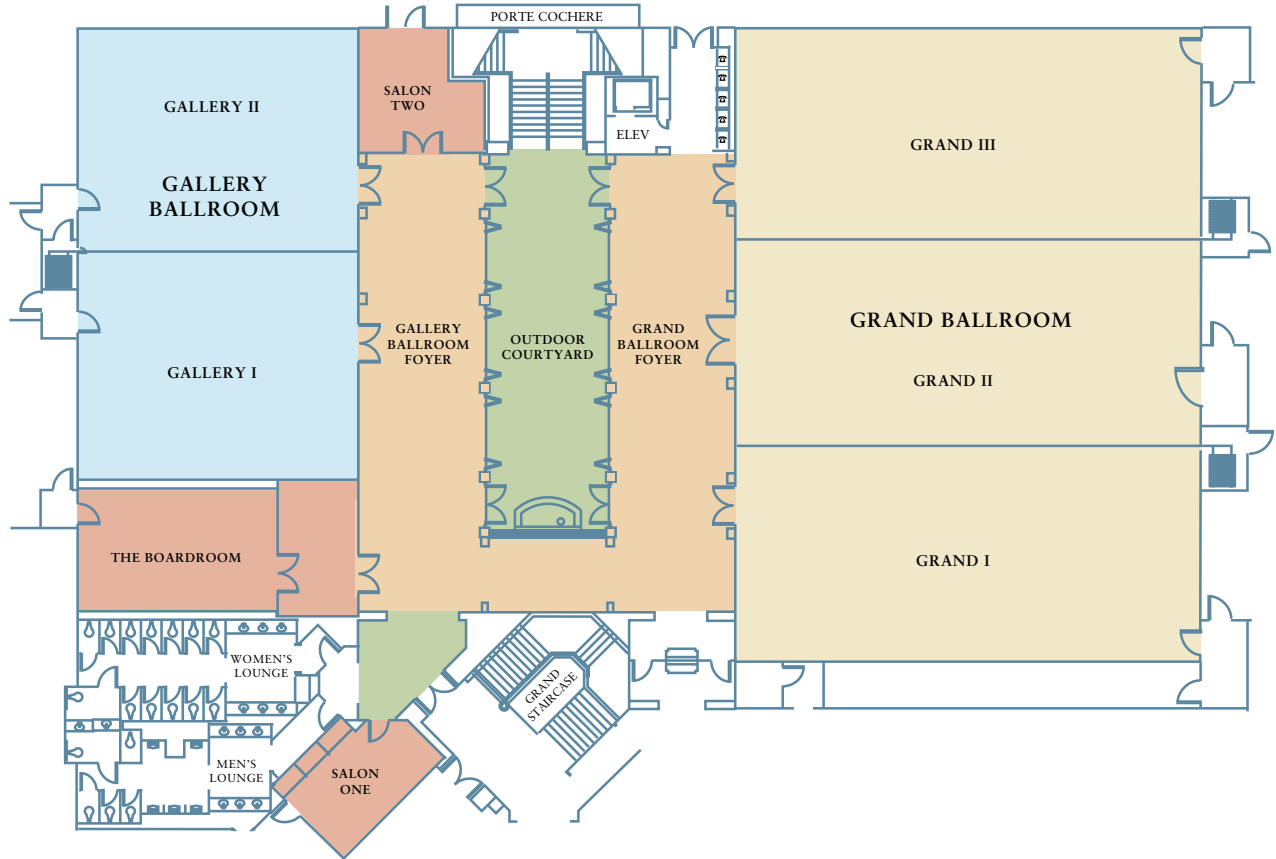 PORTE COCHERE
GALLERY II
SALON
TWO
ELEV
GRAND III
GALLERY
BALLROOM
GALLERY
BALLROOM
FOYER
OUTDOOR
COURTYARD
GRAND
BALLROOM
FOYER
GRAND BALLROOM
GALLERY I
GRAND II
THE BOARDROOM
GRAND I
WOMEN'S
LOUNGE
GRAND
STAIRCASE
MEN'S
LOUNGE
SALON
ONE